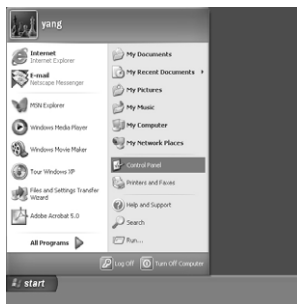 yang
Internet
Internet Explorer
E-mail
Netscape Messenger
MSN Explorer
Windows Media Player
Windows Movie Maker
Tour Windows XP
Files and Settings Transfer
Wizard
Adobe Acrobat 5.0
All Programs
My Documents
My Recent Documents
My Pictures
My Music
My Computer
My Network Places
Control Panel
Printers and Faxes
Help and Support
Search
Run...
Log Off
Turn Off Computer
start